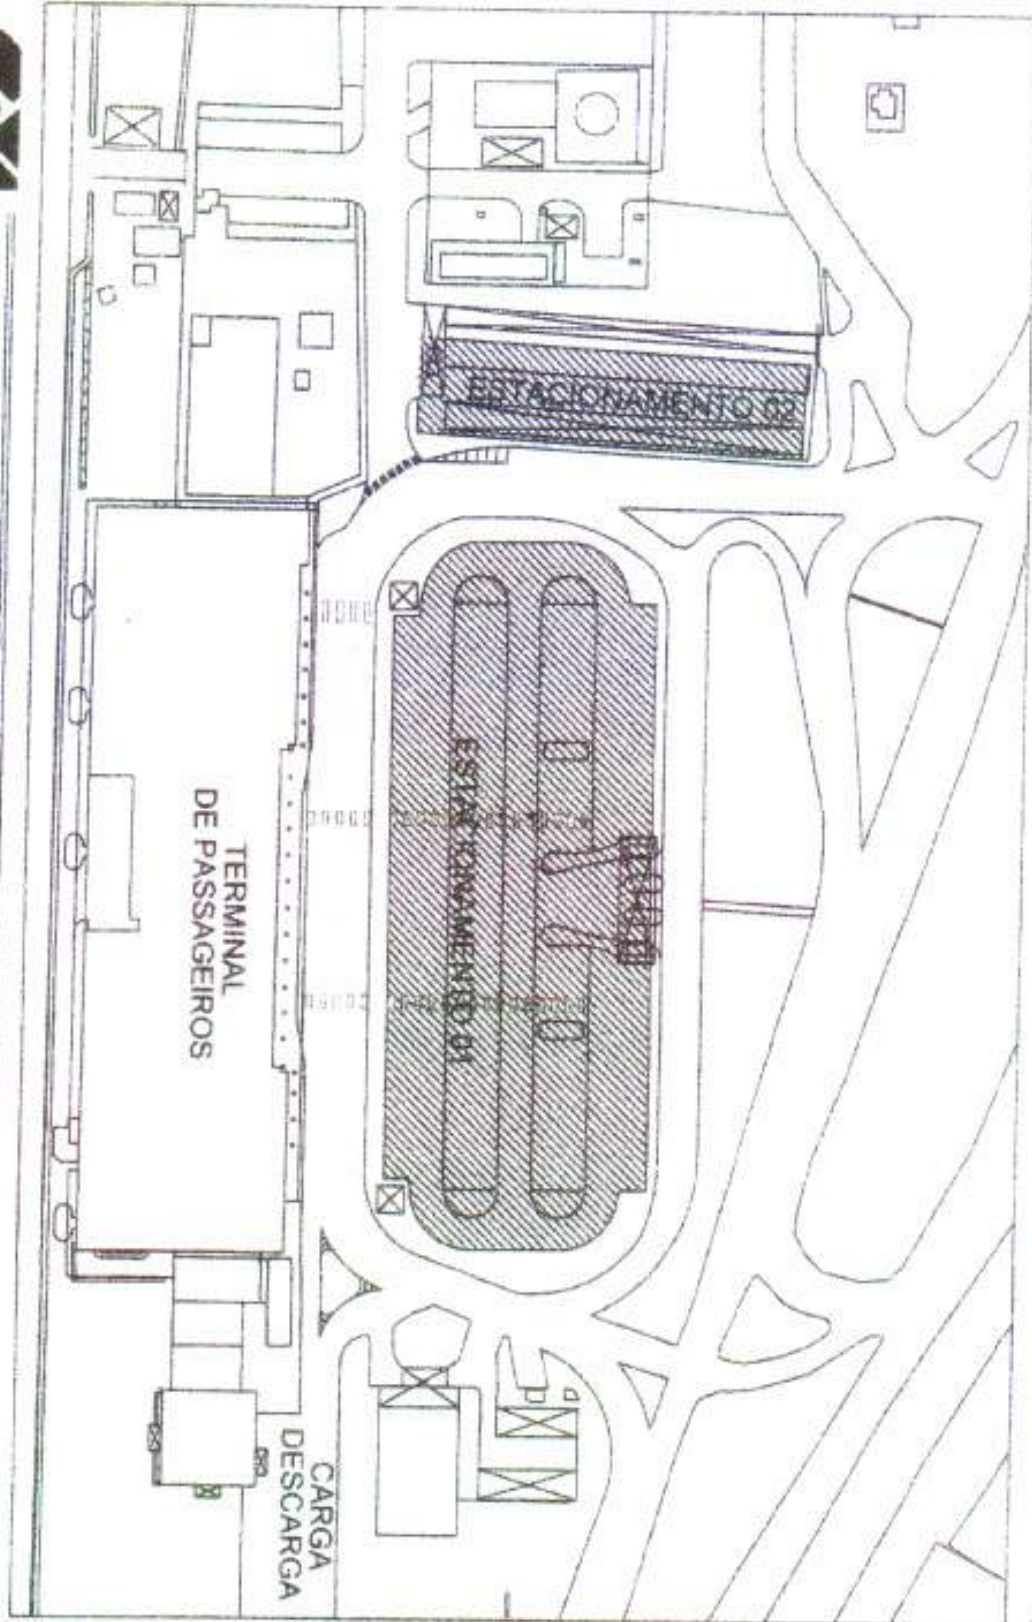 ESTACIONAMENTO 02
ESTACIONAMENTO 01
TERMINAL
DE PASSAGEIROS
CARGA
DESCARGA